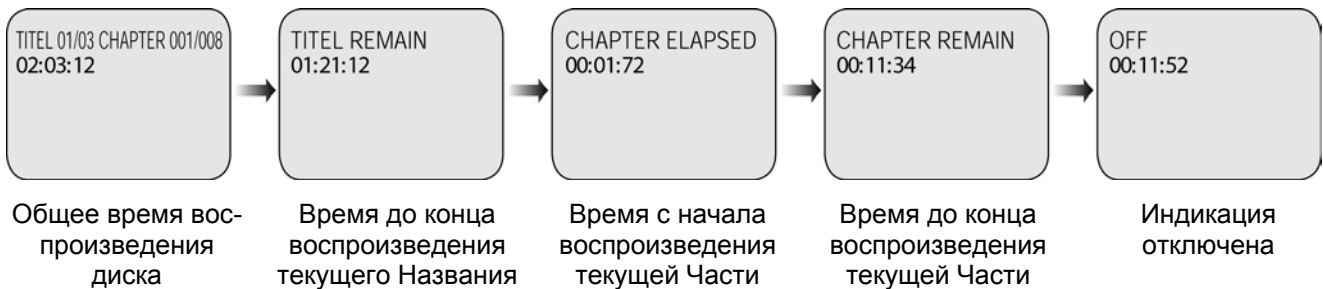 TITEL 01/03 CHAPTER 001/008
02:03:12
TITEL REMAIN
01:21:12
CHAPTER ELAPSED
00:01:72
CHAPTER REMAIN
00:11:34
OFF
00:11:52
Общее время вос-
произведения
диска
Время до конца
воспроизведения
текущего Названия
Время с начала
воспроизведения
текущей Части
Время до конца
воспроизведения
текущей Части
Индикация
отключена